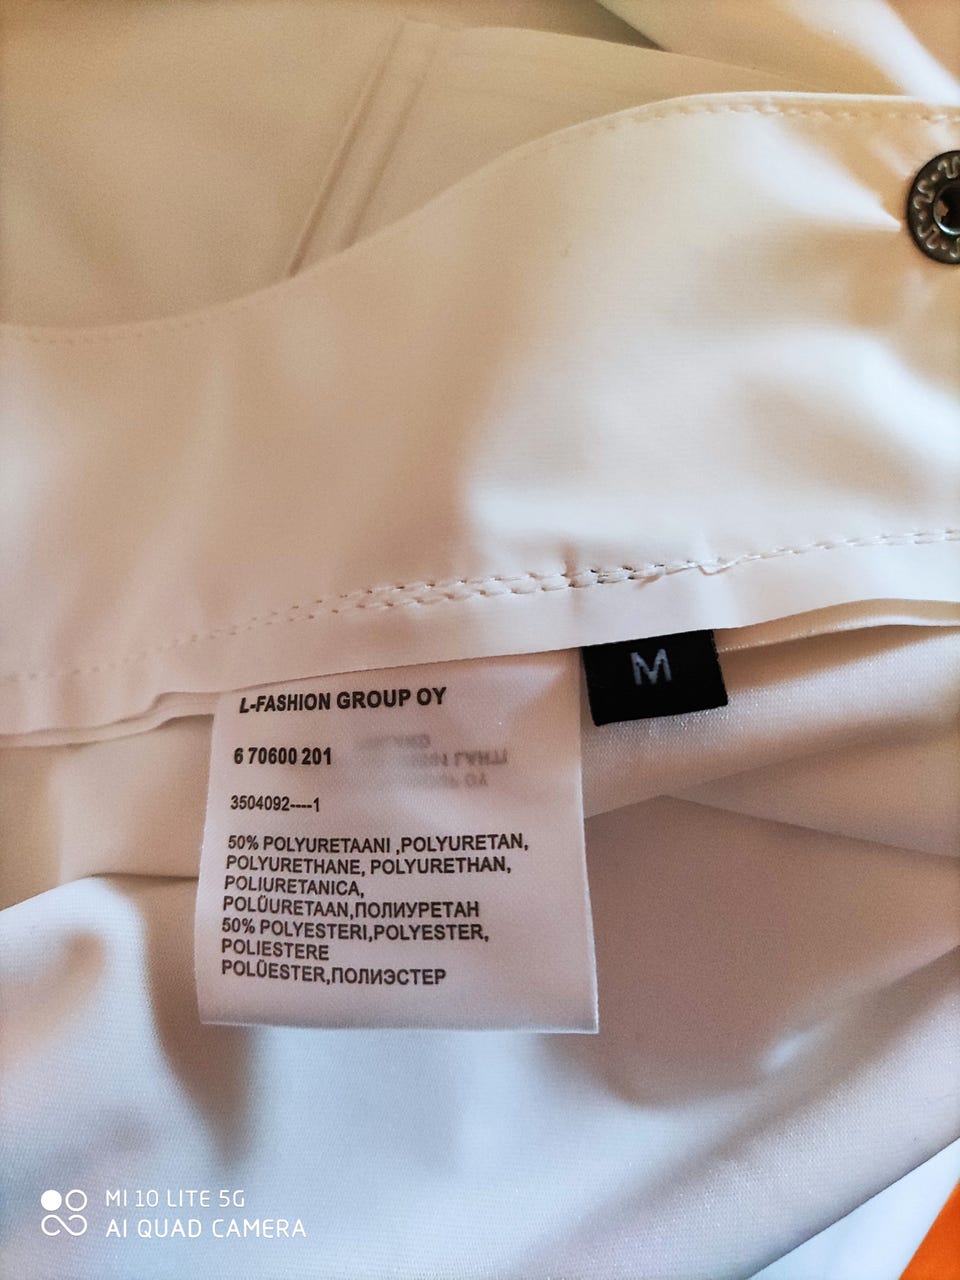 M
L-FASHION GROUP OY
6 70600 201
3504092----1
50% POLYURETAANI ,POLYURETAN,
POLYURETHANE, POLYURETHAN,
POLIURETANICA,
POLÜURETAAN,ПОЛИУРЕТАН
50% POLYESTERI,POLYESTER,
POLIESTERE
POLÜESTER,ПОЛИЭСТЕР
MI 10 LITE 5G
AI QUAD CAMERA